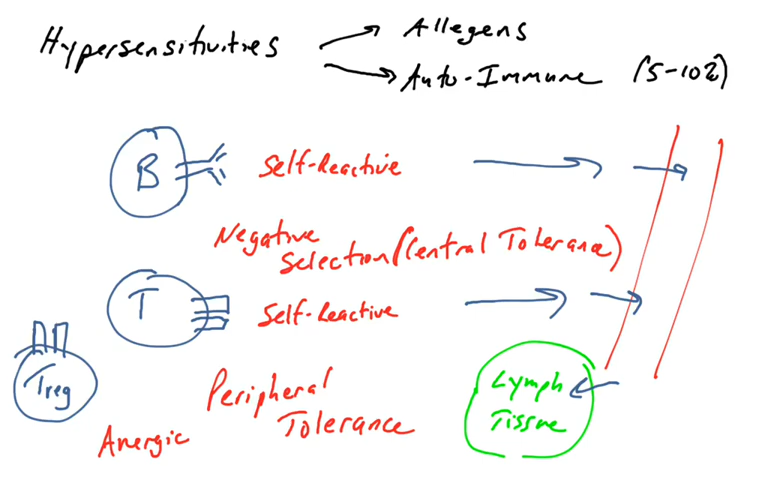 Hypersensitivities
Allegens
Auto-Immune (5-10%)
B
Self-Reactive
Negative
Selection (Central Tolerance)
T
Self-Reactive
Treg
Peripheral
Tolerance
Anergic
Lymph
Tissue